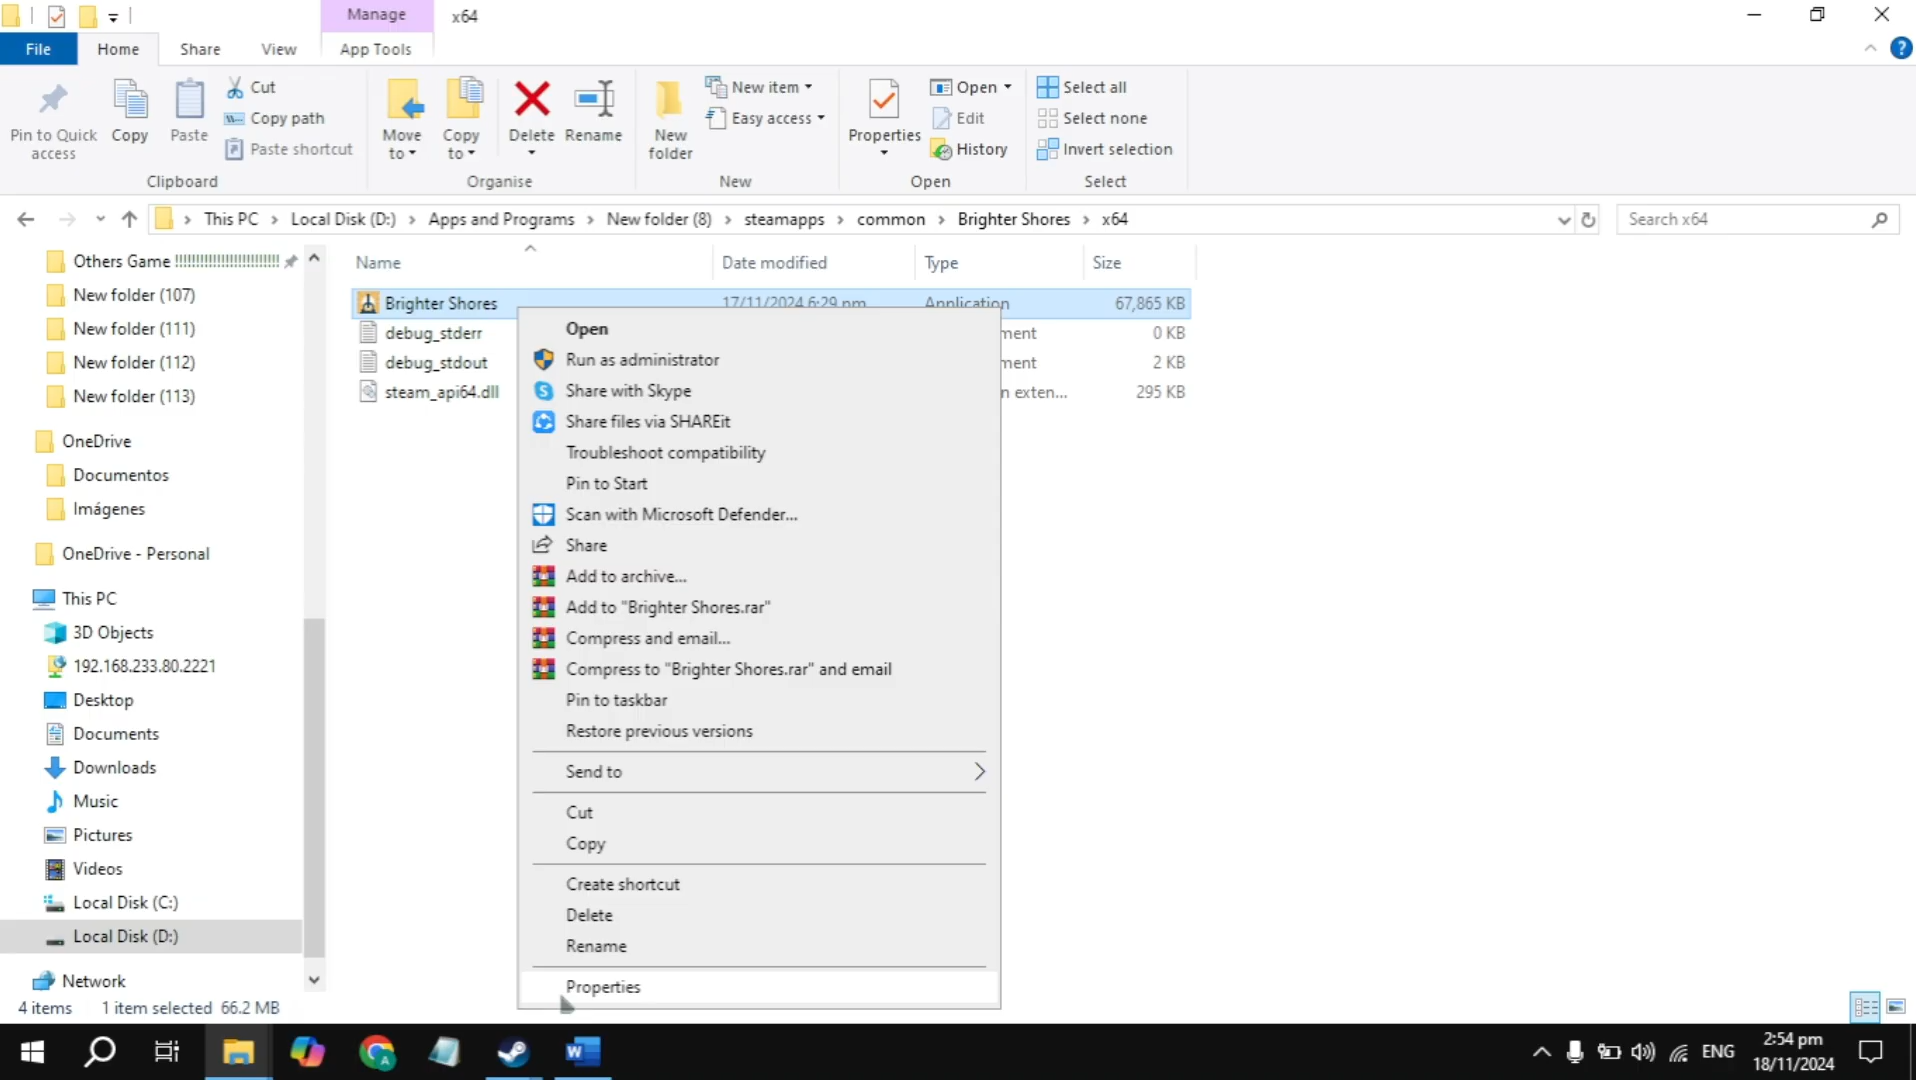 Manage
x64
File
Home
Share
View
App Tools
Pin to Quick access
Copy
Paste
Cut
Copy path
Paste shortcut
Clipboard
Move to
Copy to
Delete
Rename
Organise
New folder
New item
Easy access
New
Properties
Open
Edit
History
Open
Select all
Select none
Invert selection
Select
This PC > Local Disk (D:) > Apps and Programs > New folder (8) > steamapps > common > Brighter Shores > x64
Search x64
Name
Date modified
Type
Size
Brighter Shores 17/11/2024 6:29 pm Application 67,865 KB
debug_stderr ment 0 KB
debug_stdout ment 2 KB
steam_api64.dll n exten... 295 KB
Others Game !!!!!!!!!!!!!!!!!!!!!!!!
New folder (107)
New folder (111)
New folder (112)
New folder (113)
OneDrive
Documentos
Imágenes
OneDrive - Personal
This PC
3D Objects
192.168.233.80.2221
Desktop
Documents
Downloads
Music
Pictures
Videos
Local Disk (C:)
Local Disk (D:)
Network
Open
Run as administrator
Share with Skype
Share files via SHAREit
Troubleshoot compatibility
Pin to Start
Scan with Microsoft Defender...
Share
Add to archive...
Add to "Brighter Shores.rar"
Compress and email...
Compress to "Brighter Shores.rar" and email
Pin to taskbar
Restore previous versions
Send to
Cut
Copy
Create shortcut
Delete
Rename
Properties
4 items 1 item selected 66.2 MB
ENG
2:54 pm
18/11/2024